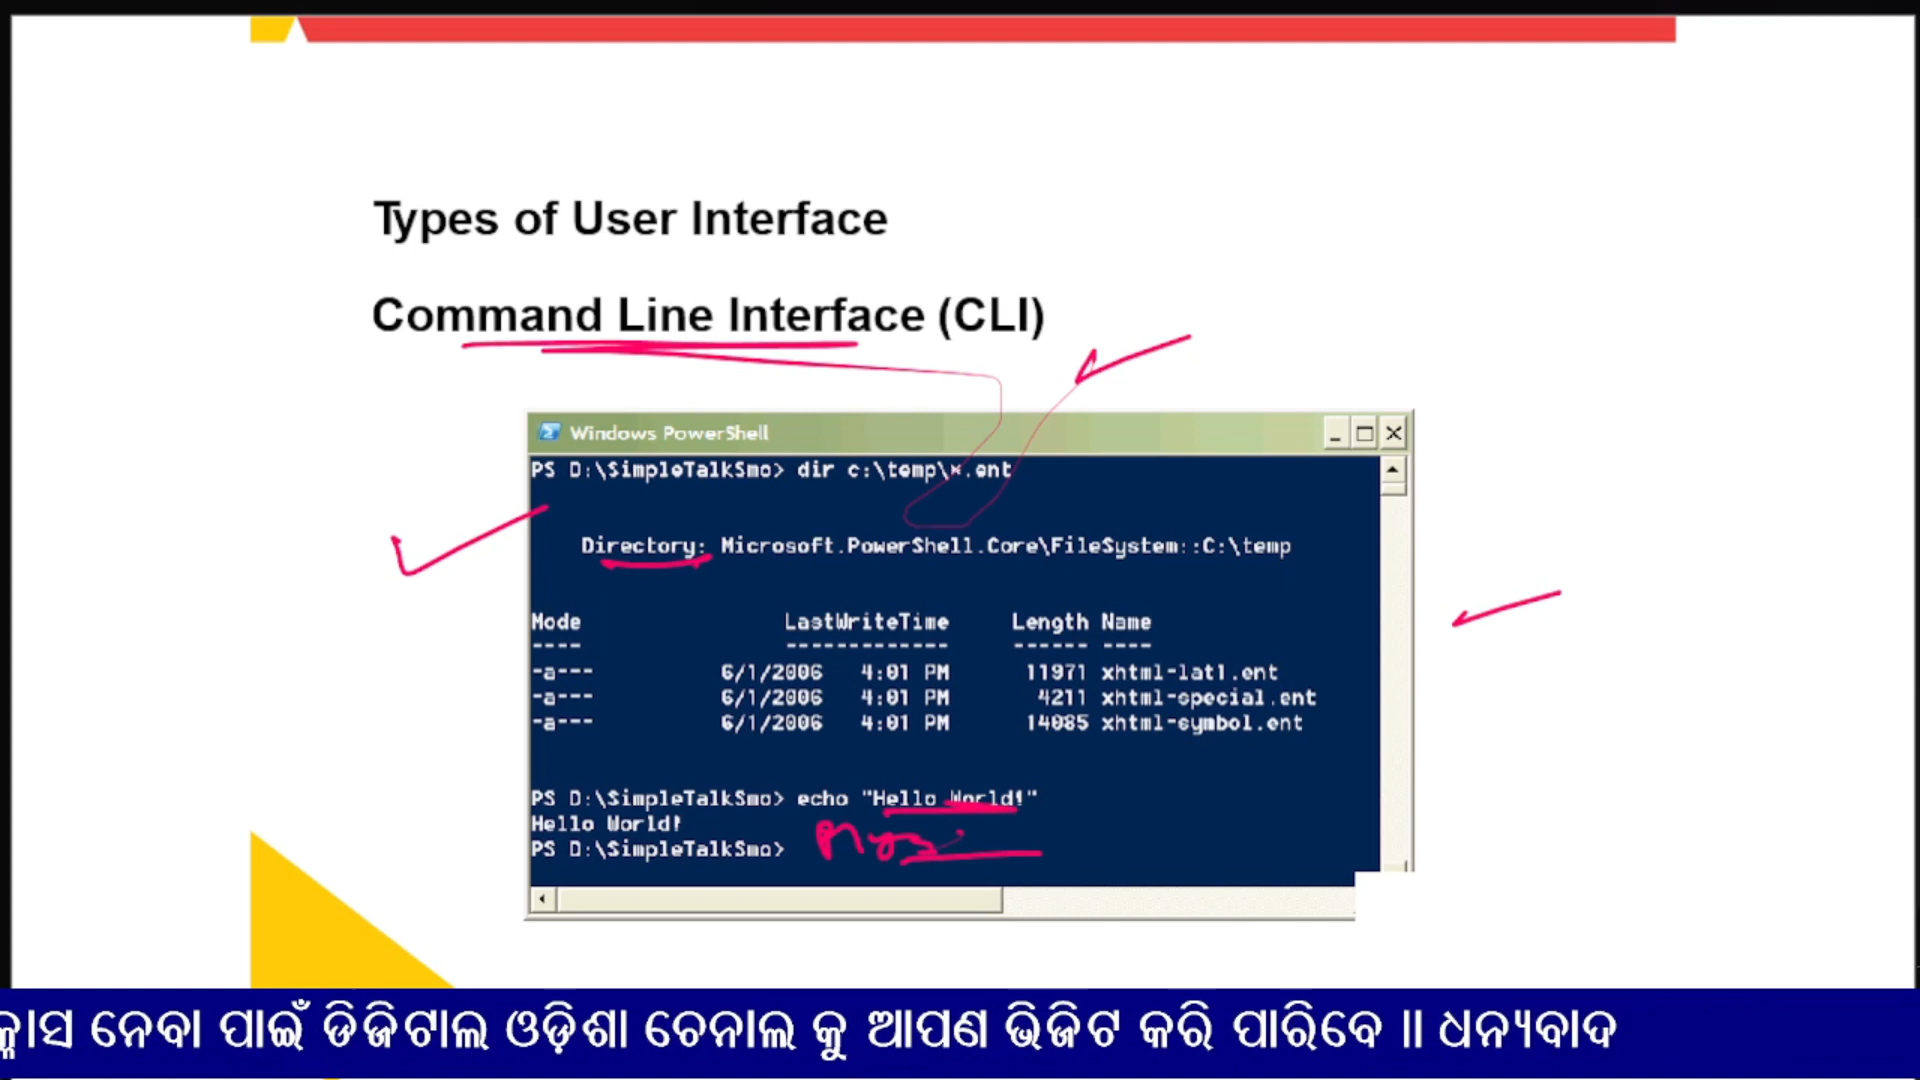 Types of User Interface
Command Line Interface (CLI)
Windows PowerShell
PS D:\SimpleTalkSmo> dir c:\temp\*.ent
Directory: Microsoft.PowerShell.Core\FileSystem::C:\temp
Mode LastWriteTime Length Name
---- ------------- ------ ----
-a--- 6/1/2006 4:01 PM 11971 xhtml-lat1.ent
-a--- 6/1/2006 4:01 PM 4211 xhtml-special.ent
-a--- 6/1/2006 4:01 PM 14085 xhtml-symbol.ent
PS D:\SimpleTalkSmo> echo "Hello World!"
Hello World!
PS D:\SimpleTalkSmo>
ନେବା ପାଇଁ ଡିଜିଟାଲ ଓଡ଼ିଶା ଚେନାଲ କୁ ଆପଣ ଭିଜିଟ କରି ପାରିବେ ॥ ଧନ୍ୟବାଦ